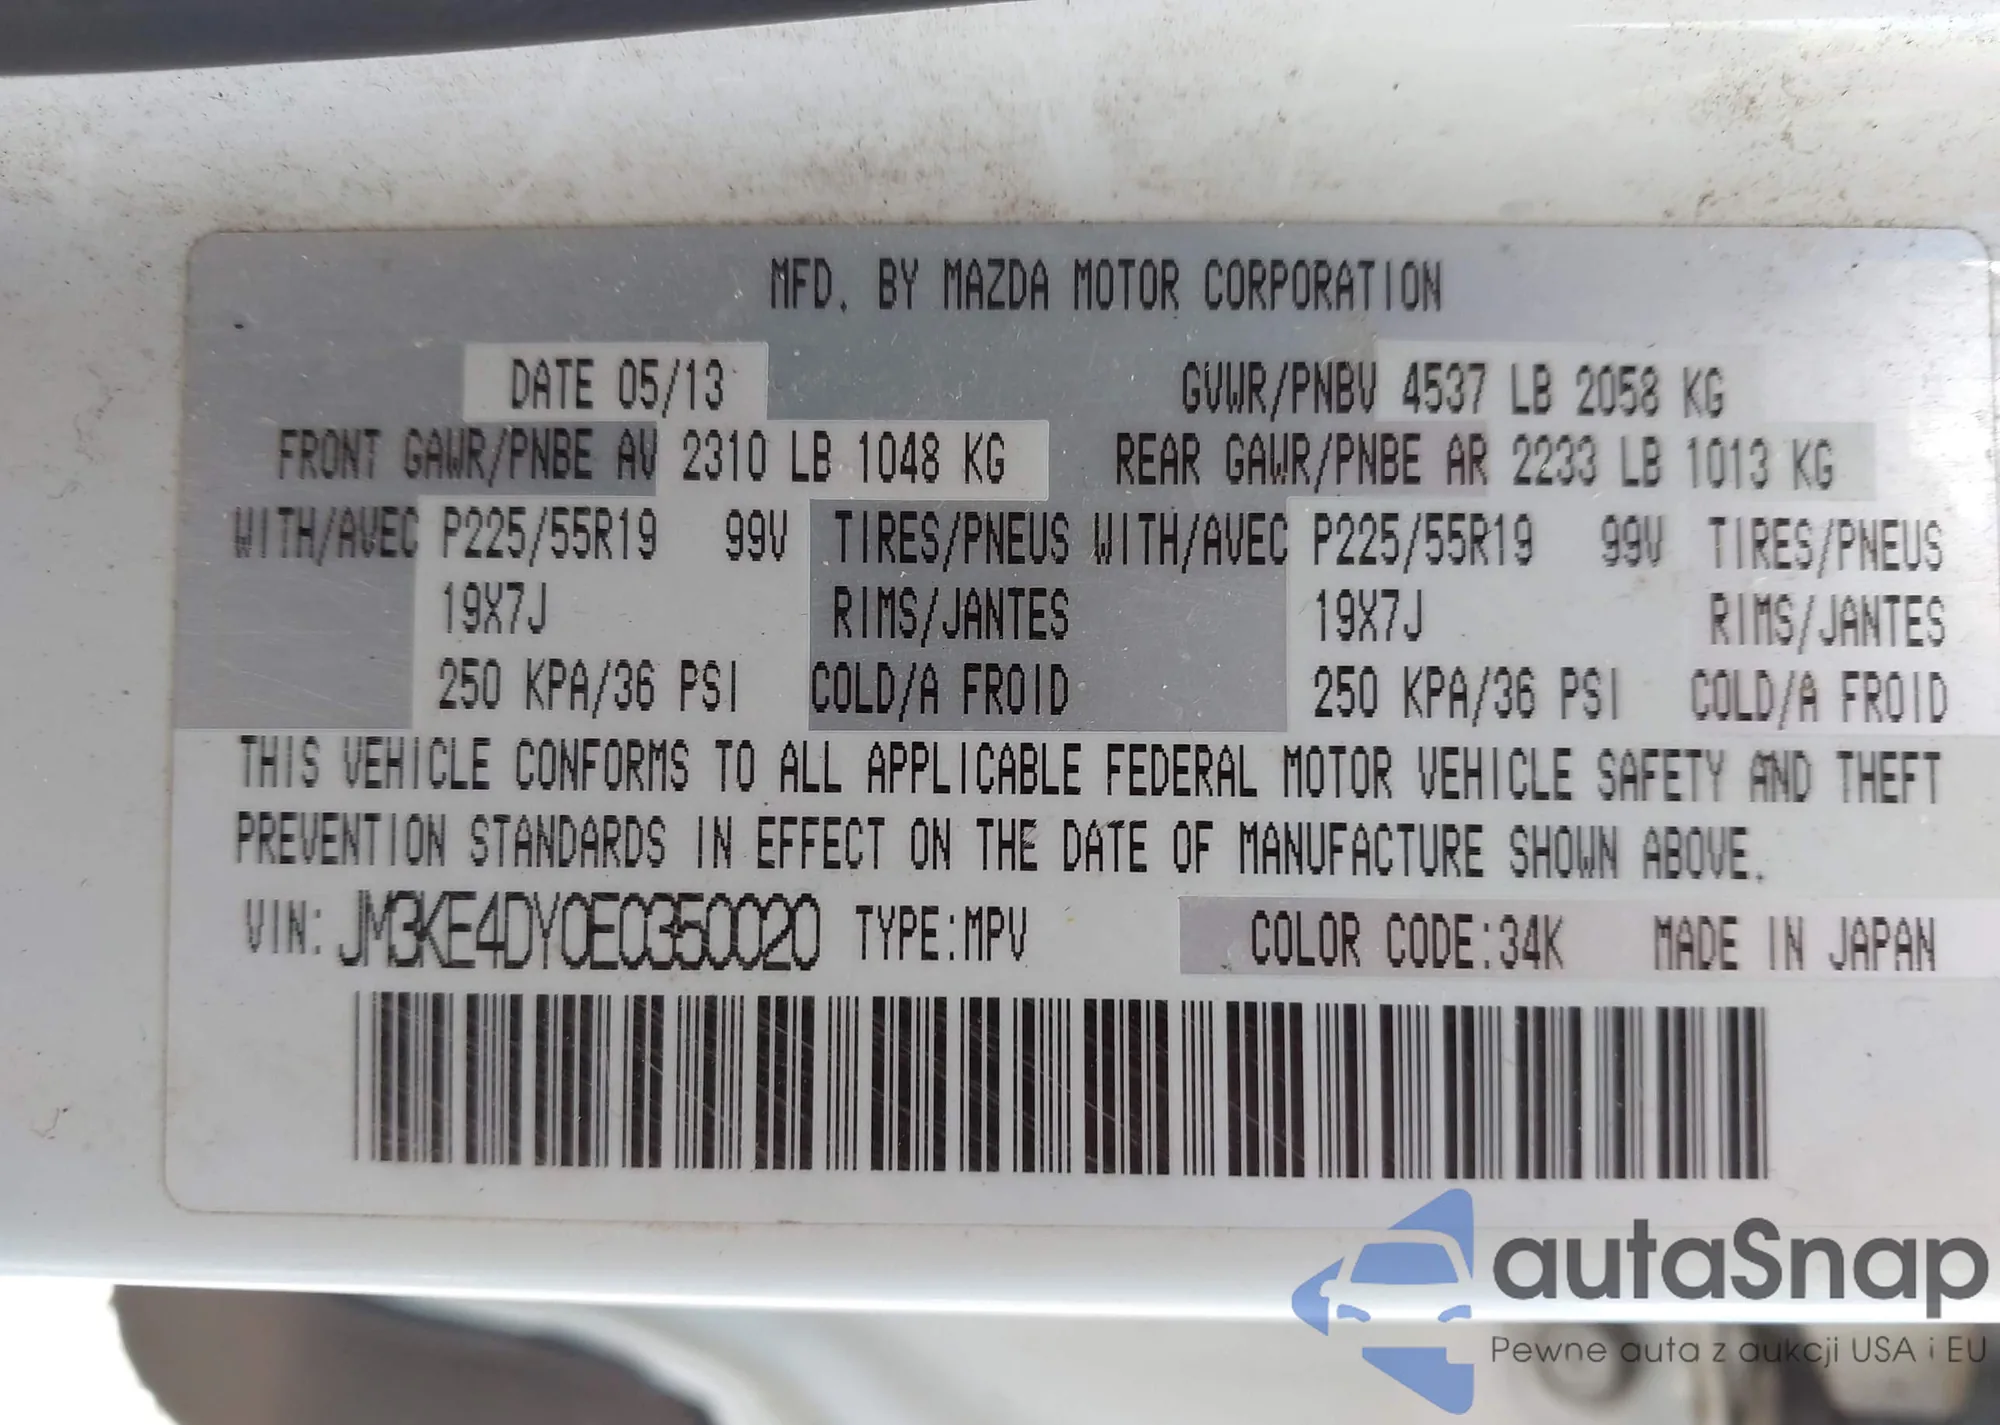 MFD. BY MAZDA MOTOR CORPORATION
DATE 05/13 GVWR/PNBV 4537 LB 2058 KG
FRONT GAWR/PNBE AV 2310 LB 1048 KG REAR GAWR/PNBE AR 2233 LB 1013 KG
WITH/AVEC P225/55R19 99V TIRES/PNEUS WITH/AVEC P225/55R19 99V TIRES/PNEUS
19X7J RIMS/JANTES 19X7J RIMS/JANTES
250 KPA/36 PSI COLD/A FROID 250 KPA/36 PSI COLD/A FROID
THIS VEHICLE CONFORMS TO ALL APPLICABLE FEDERAL MOTOR VEHICLE SAFETY AND THEFT
PREVENTION STANDARDS IN EFFECT ON THE DATE OF MANUFACTURE SHOWN ABOVE.
VIN: JM3KE4DY0E0350020 TYPE:MPV COLOR CODE:34K MADE IN JAPAN
autaSnap
Pewne auta z aukcji USA i EU